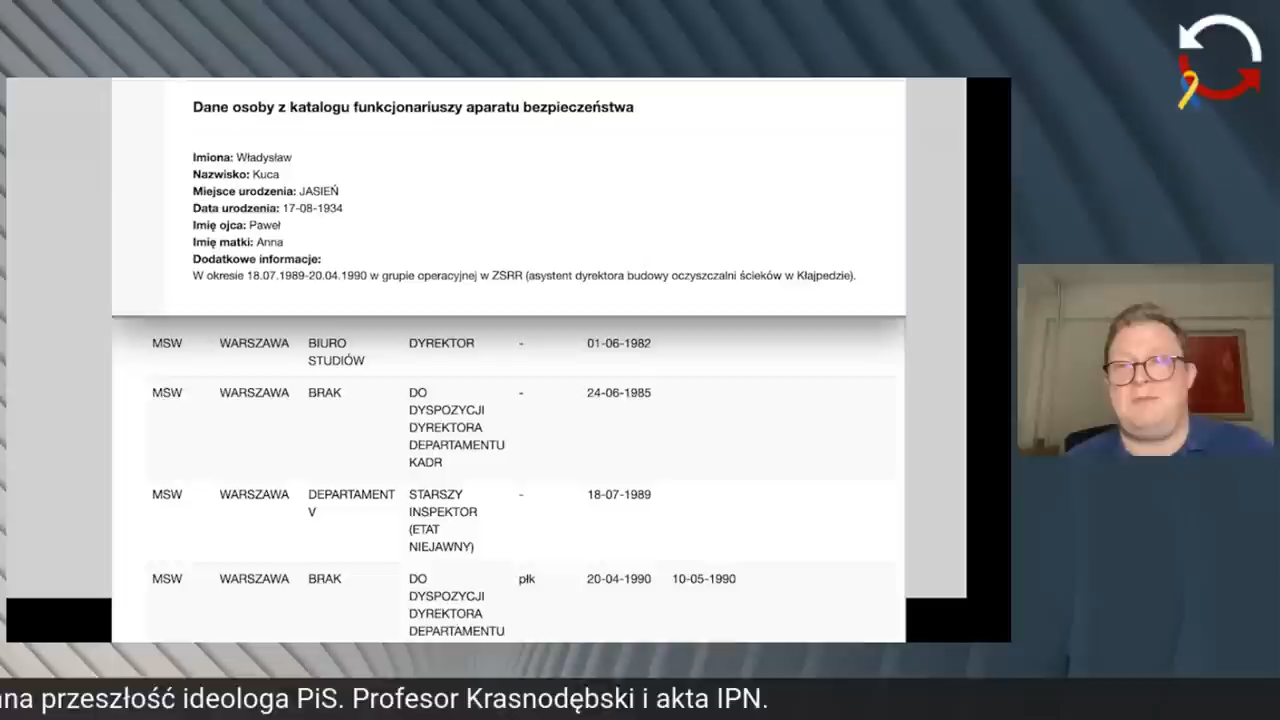 Dane osoby z katalogu funkcjonariuszy aparatu bezpieczeństwa
Imiona: Władysław
Nazwisko: Kuca
Miejsce urodzenia: JASIEŃ
Data urodzenia: 17-08-1934
Imię ojca: Paweł
Imię matki: Anna
Dodatkowe informacje:
W okresie 18.07.1989-20.04.1990 w grupie operacyjnej w ZSRR (asystent dyrektora budowy oczyszczalni ścieków w Kłajpedzie).
MSW WARSZAWA BIURO DYREKTOR - 01-06-1982
STUDIÓW
MSW WARSZAWA BRAK DO - 24-06-1985
DYSPOZYCJI
DYREKTORA
DEPARTAMENTU
KADR
MSW WARSZAWA DEPARTAMENT STARSZY - 18-07-1989
V INSPEKTOR
(ETAT
NIEJAWNY)
MSW WARSZAWA BRAK DO płk 20-04-1990 10-05-1990
DYSPOZYCJI
DYREKTORA
DEPARTAMENTU
przeszłość ideologa PiS. Profesor Krasnodębski i akta IPN.